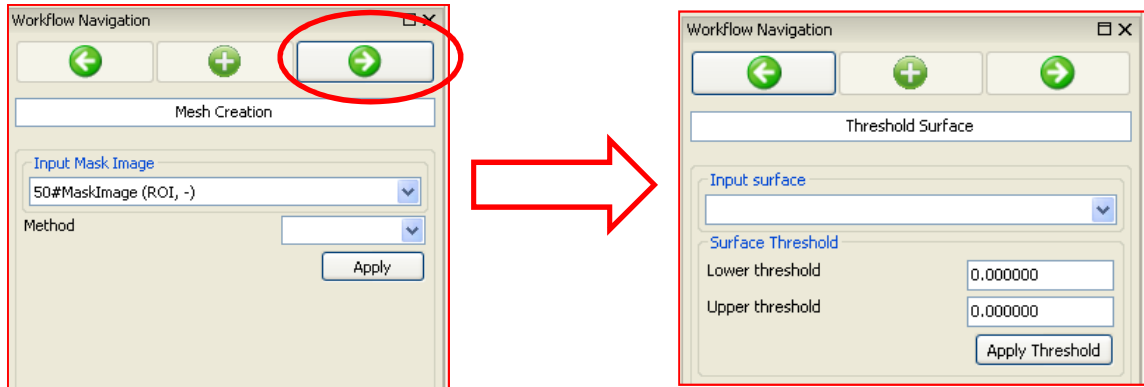 Workflow Navigation
Mesh Creation
Input Mask Image
50#MaskImage (ROI, -)
Method
Apply
Workflow Navigation
Threshold Surface
Input surface
Surface Threshold
Lower threshold 0.000000
Upper threshold 0.000000
Apply Threshold